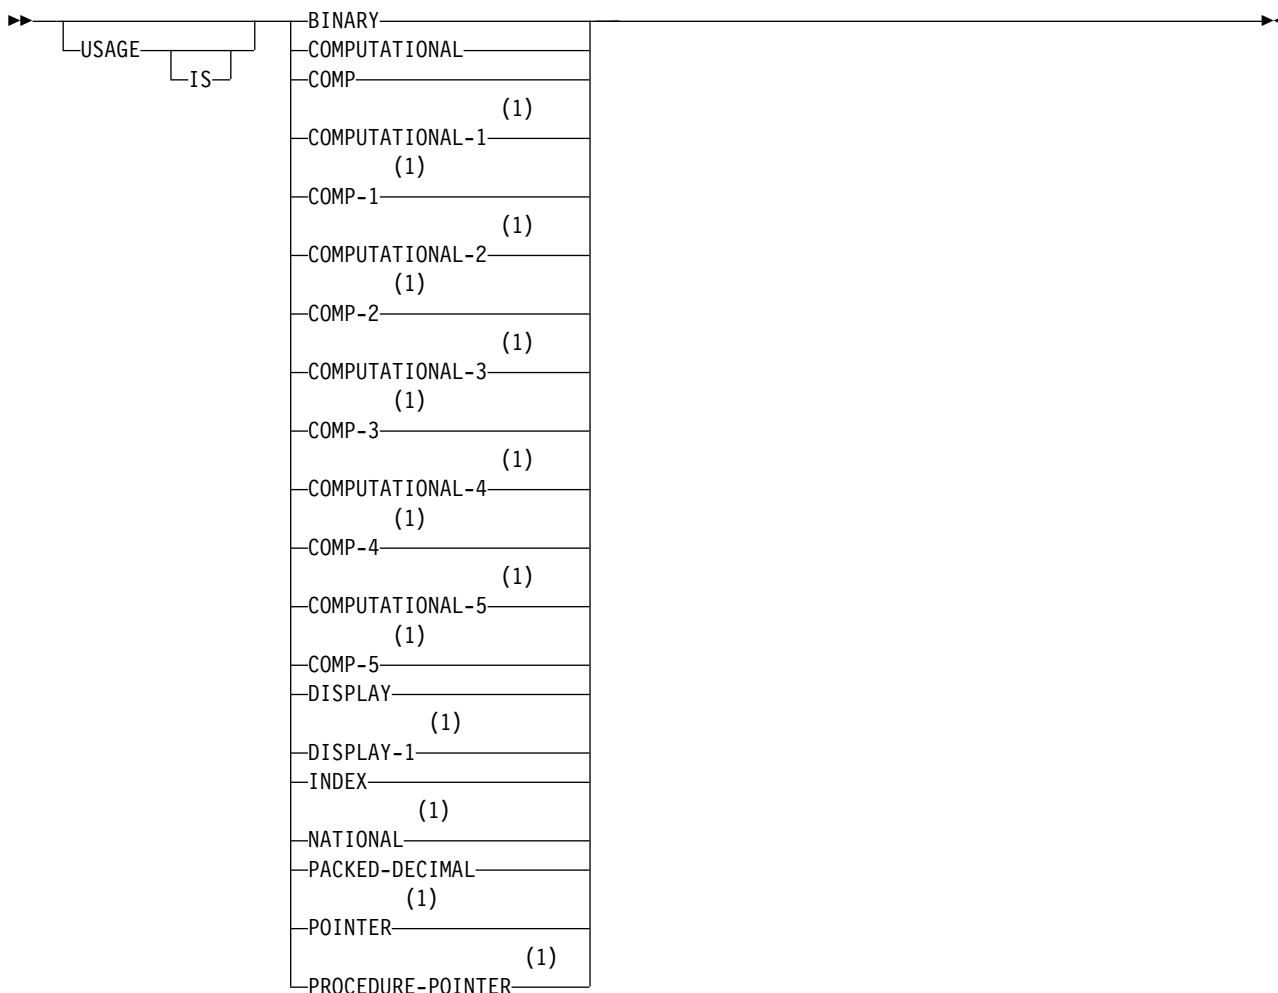 BINARY
USAGE
COMPUTATIONAL
IS
COMP
(1)
COMPUTATIONAL-1
(1)
COMP-1
(1)
COMPUTATIONAL-2
(1)
COMP-2
(1)
COMPUTATIONAL-3
(1)
COMP-3
(1)
COMPUTATIONAL-4
(1)
COMP-4
(1)
COMPUTATIONAL-5
(1)
COMP-5
DISPLAY
(1)
DISPLAY-1
INDEX
(1)
NATIONAL
PACKED-DECIMAL
(1)
POINTER
(1)
PROCEDURE-POINTER